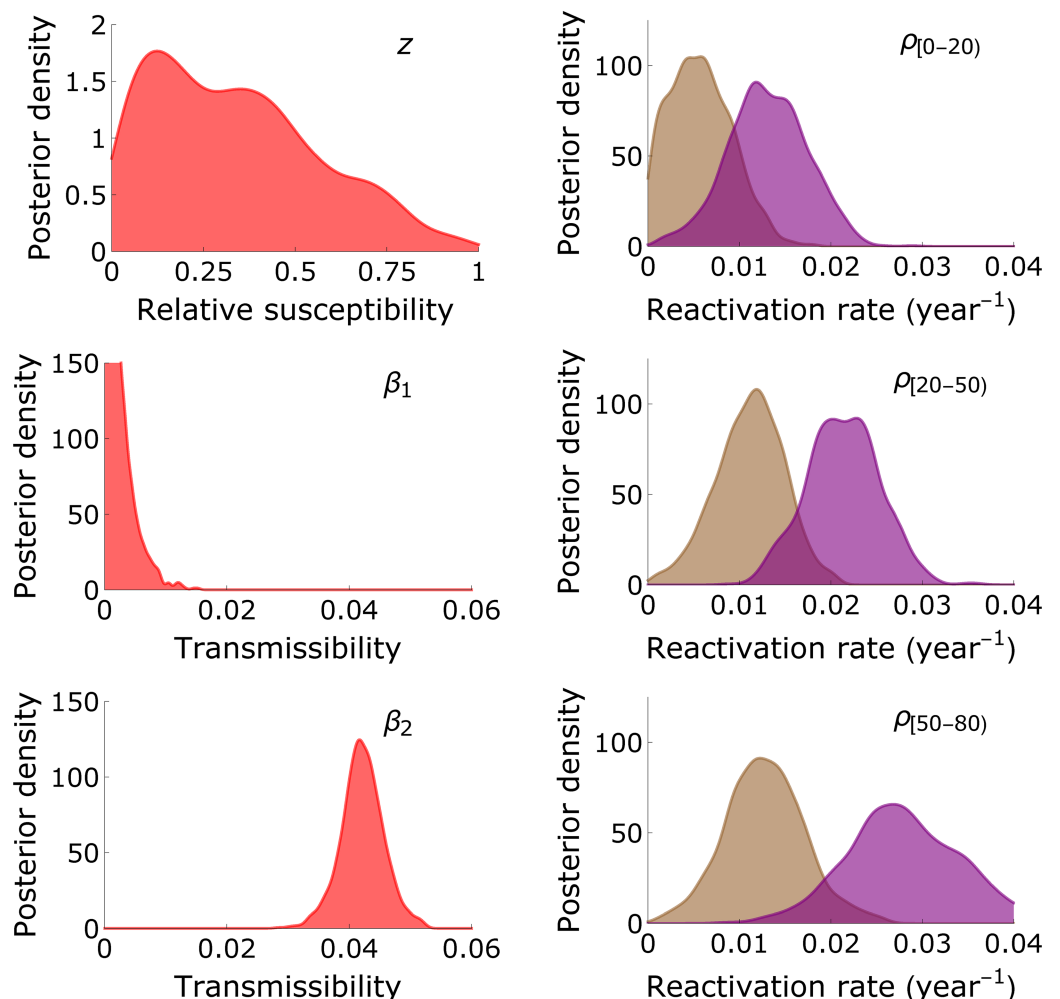 z
Posterior density
2
1.5
1
0.5
0
0 0.25 0.5 0.75 1
Relative susceptibility
ρ[0–20)
Posterior density
100
50
0
0 0.01 0.02 0.03 0.04
Reactivation rate (year⁻¹)
β₁
Posterior density
150
100
50
0
0 0.02 0.04 0.06
Transmissibility
ρ[20–50)
Posterior density
100
50
0
0 0.01 0.02 0.03 0.04
Reactivation rate (year⁻¹)
β₂
Posterior density
150
100
50
0
0 0.02 0.04 0.06
Transmissibility
ρ[50–80)
Posterior density
100
50
0
0 0.01 0.02 0.03 0.04
Reactivation rate (year⁻¹)